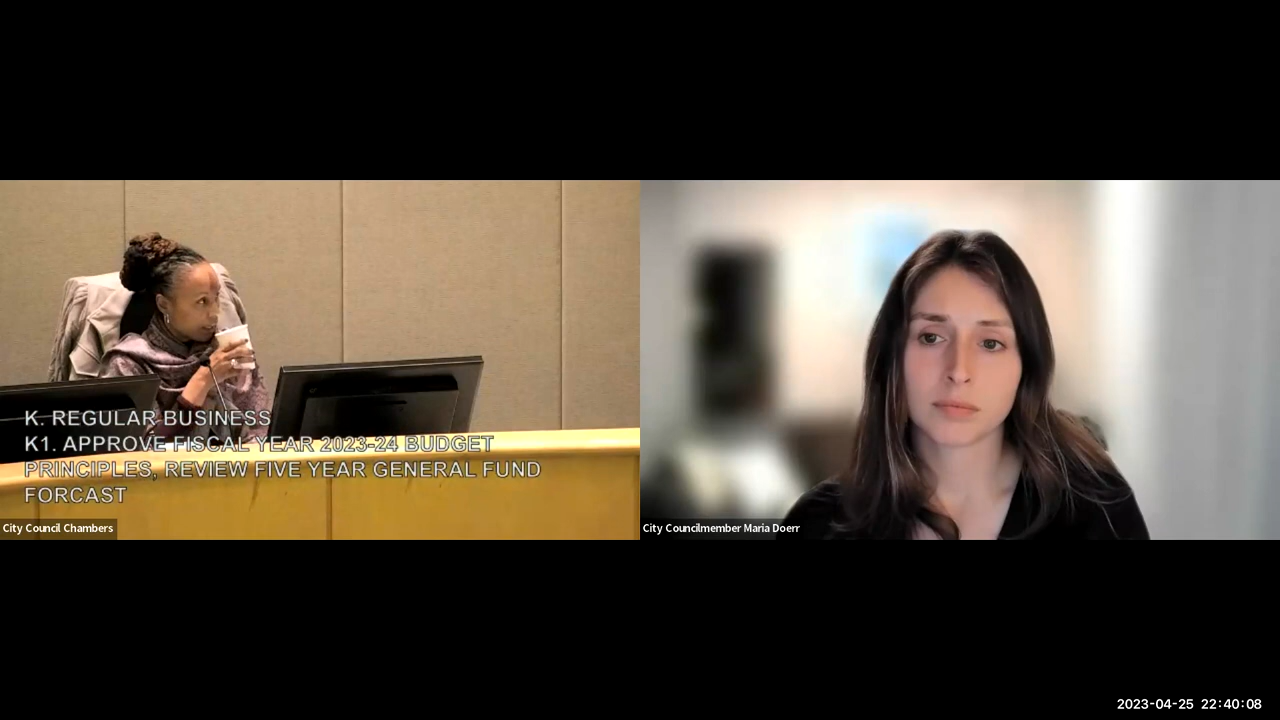 K. REGULAR BUSINESS
K1. APPROVE FISCAL YEAR 2023-24 BUDGET
PRINCIPLES, REVIEW FIVE YEAR GENERAL FUND
FORCAST
City Council Chambers
City Councilmember Maria Doerr
2023-04-25 22:40:08